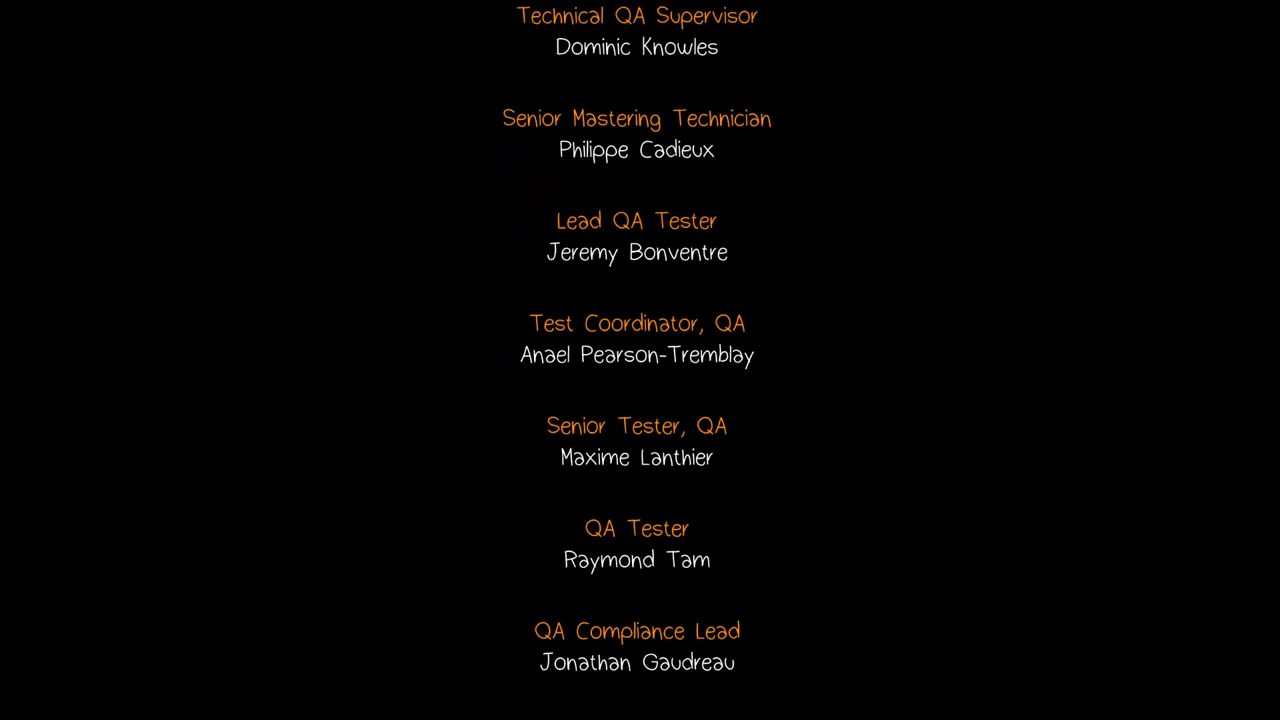 Technical QA Supervisor
Dominic Knowles
Senior Mastering Technician
Philippe Cadieux
Lead QA Tester
Jeremy Bonventre
Test Coordinator, QA
Anael Pearson-Tremblay
Senior Tester, QA
Maxime Lanthier
QA Tester
Raymond Tam
QA Compliance Lead
Jonathan Gaudreau